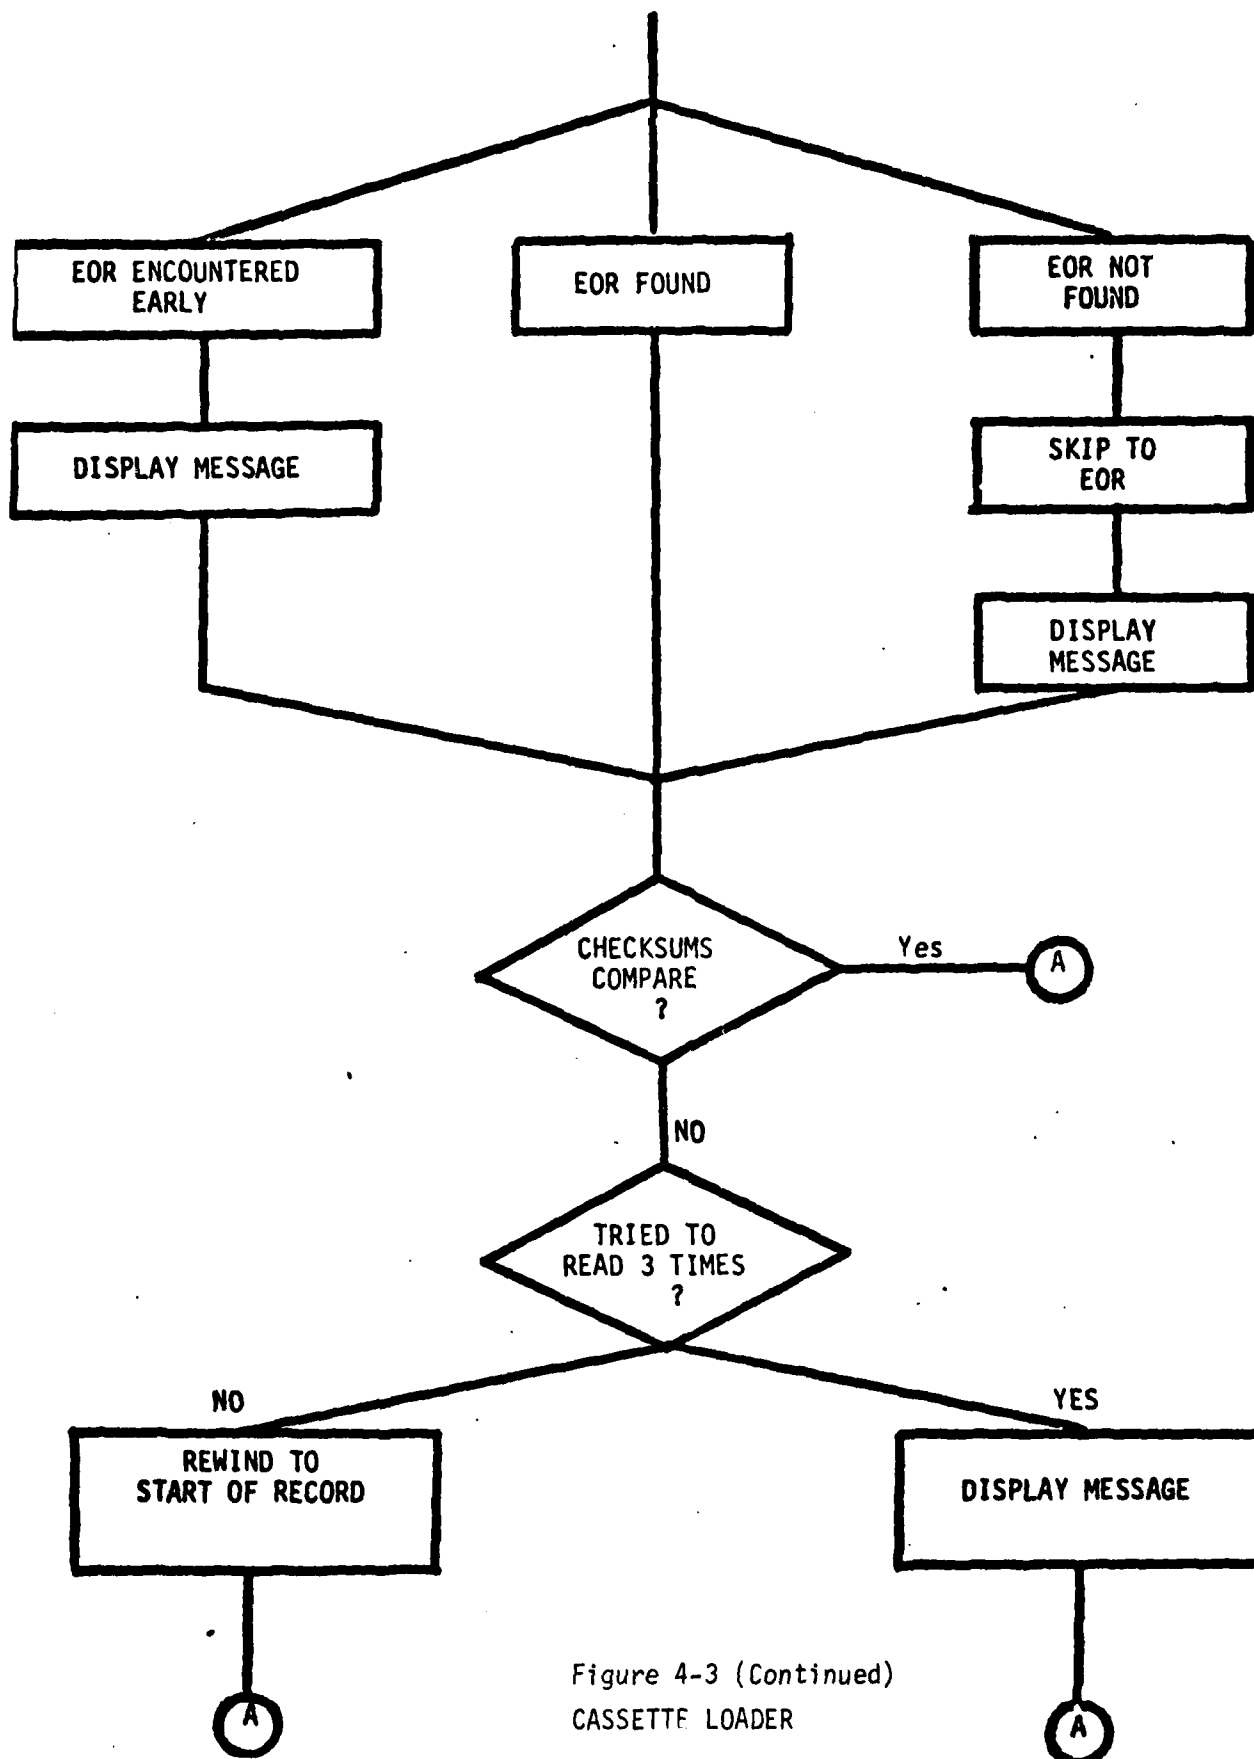 EOR ENCOUNTERED
EARLY
EOR FOUND
EOR NOT
FOUND
DISPLAY MESSAGE
SKIP TO
EOR
DISPLAY
MESSAGE
CHECKSUMS
COMPARE
?
Yes
A
NO
TRIED TO
READ 3 TIMES
?
NO
YES
REWIND TO
START OF RECORD
DISPLAY MESSAGE
A
A
Figure 4-3 (Continued)
CASSETTE LOADER